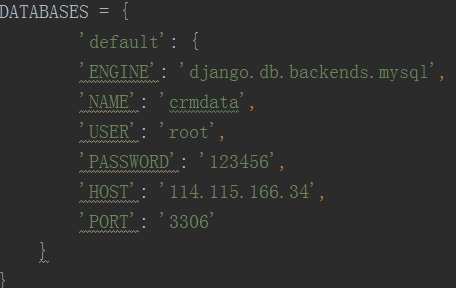 DATABASES = {
'default': {
'ENGINE': 'django.db.backends.mysql',
'NAME': 'crmdata',
'USER': 'root',
'PASSWORD': '123456',
'HOST': '114.115.166.34',
'PORT': '3306'
}
}